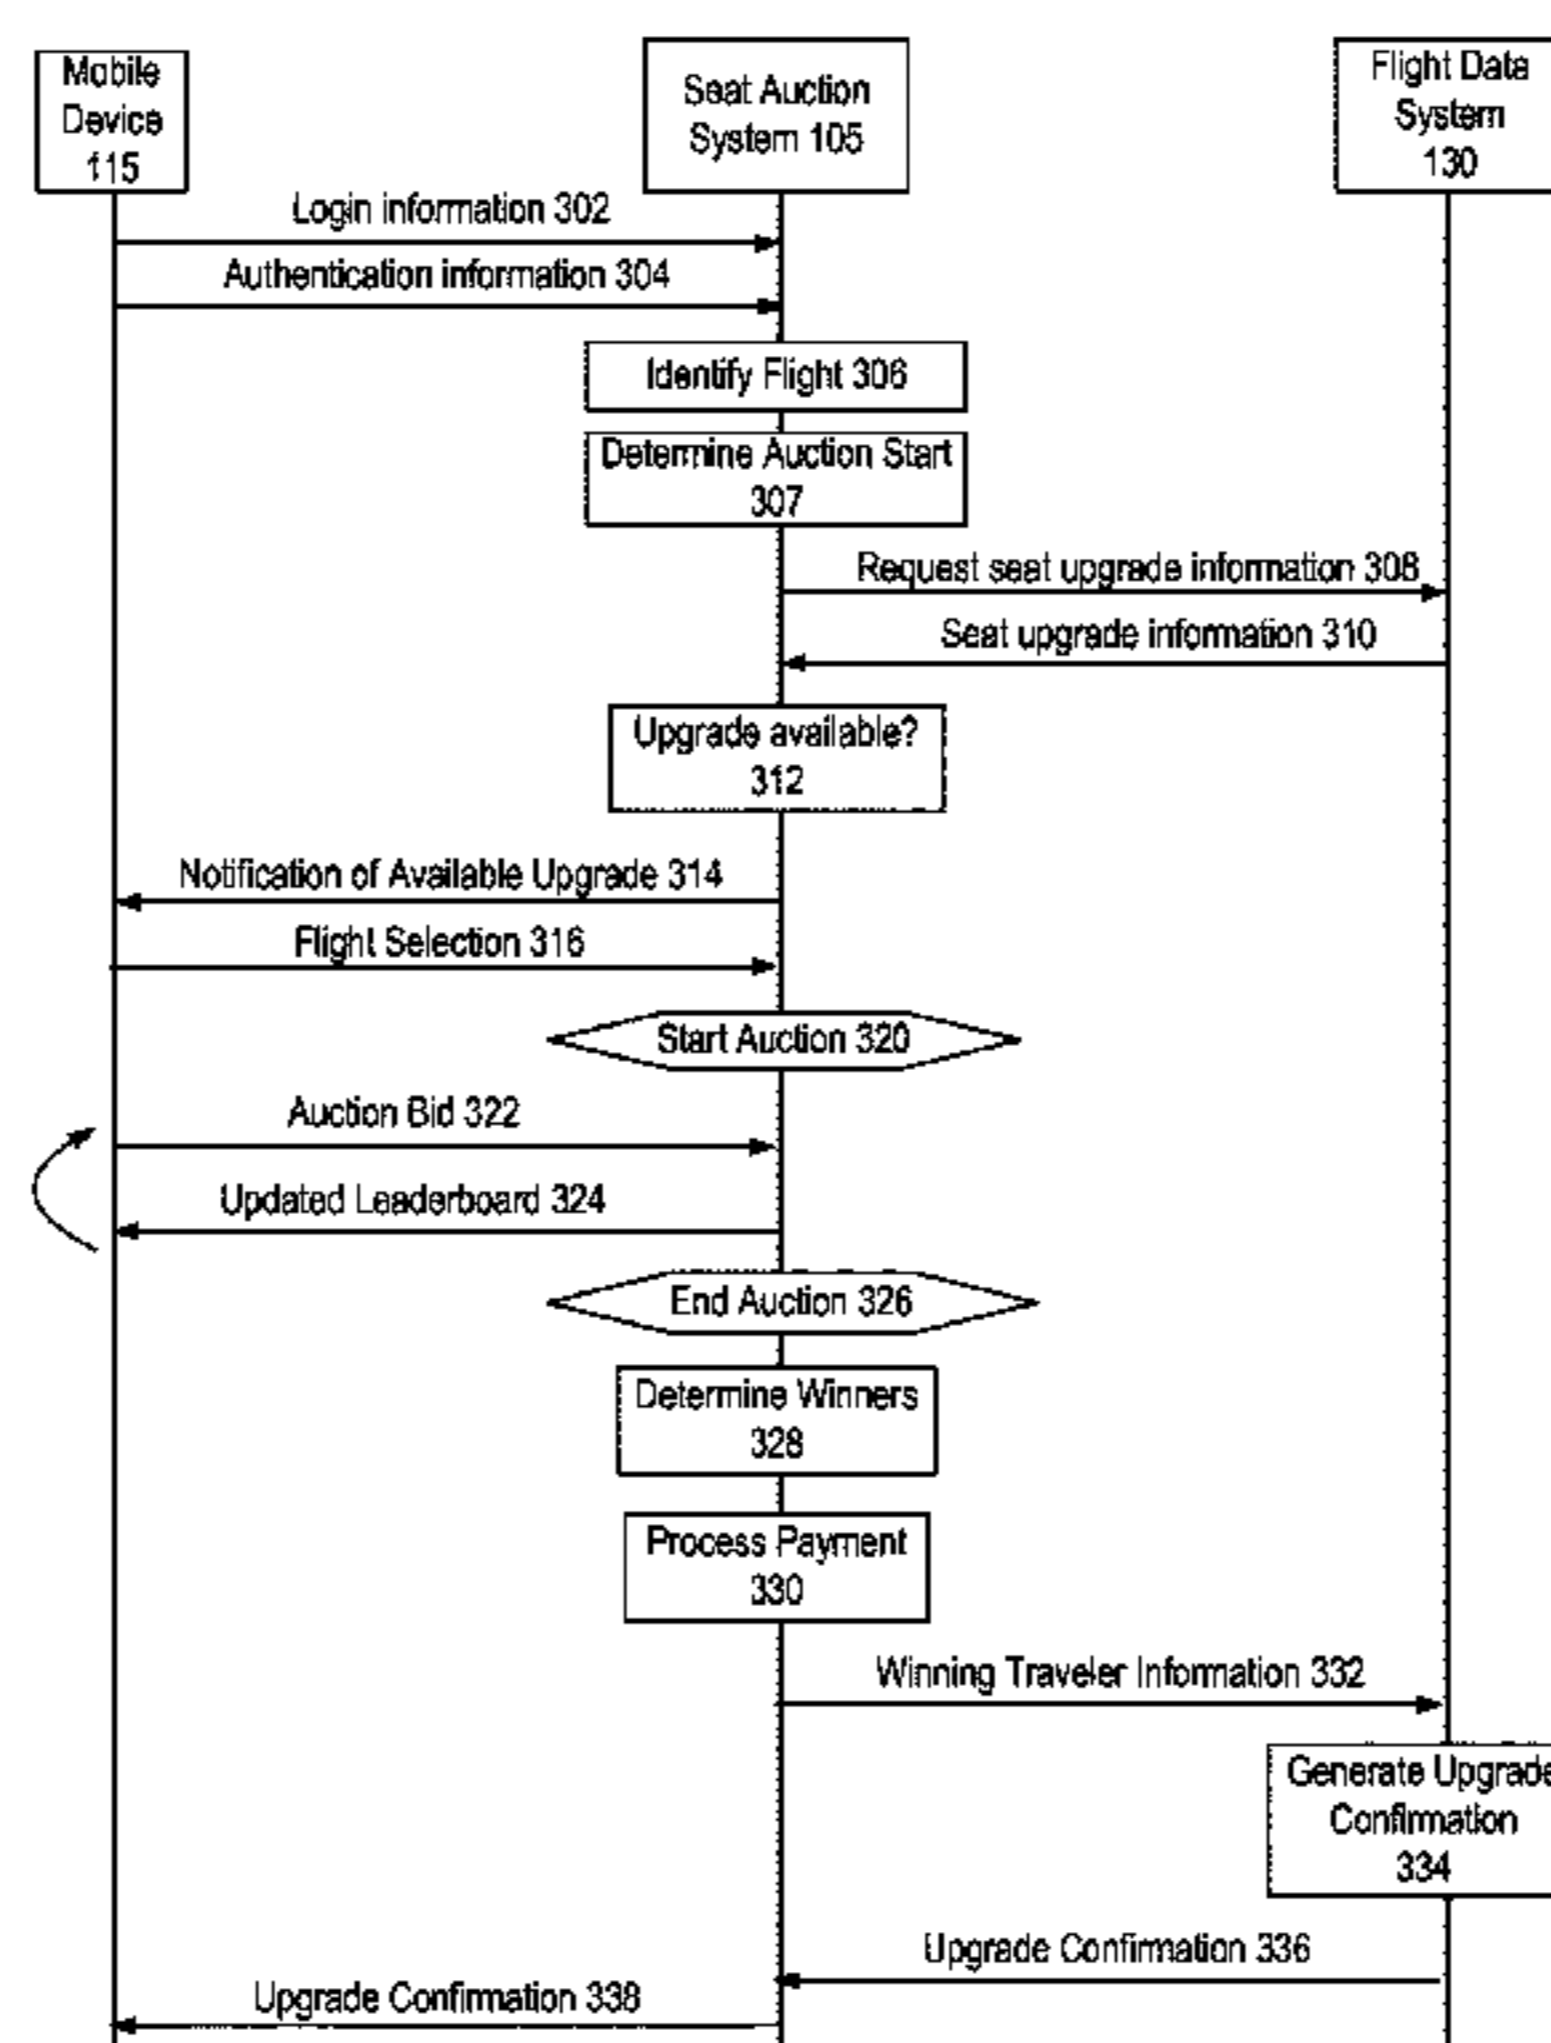 Mobile
Device
115
Seat Auction
System 105
Flight Data
System
130
Login information 302
Authentication information 304
Identify Flight 306
Determine Auction Start
307
Request seat upgrade information 308
Seat upgrade information 310
Upgrade available?
312
Notification of Available Upgrade 314
Flight Selection 316
Start Auction 320
Auction Bid 322
Updated Leaderboard 324
End Auction 326
Determine Winners
328
Process Payment
330
Winning Traveler Information 332
Generate Upgrade
Confirmation
334
Upgrade Confirmation 336
Upgrade Confirmation 338